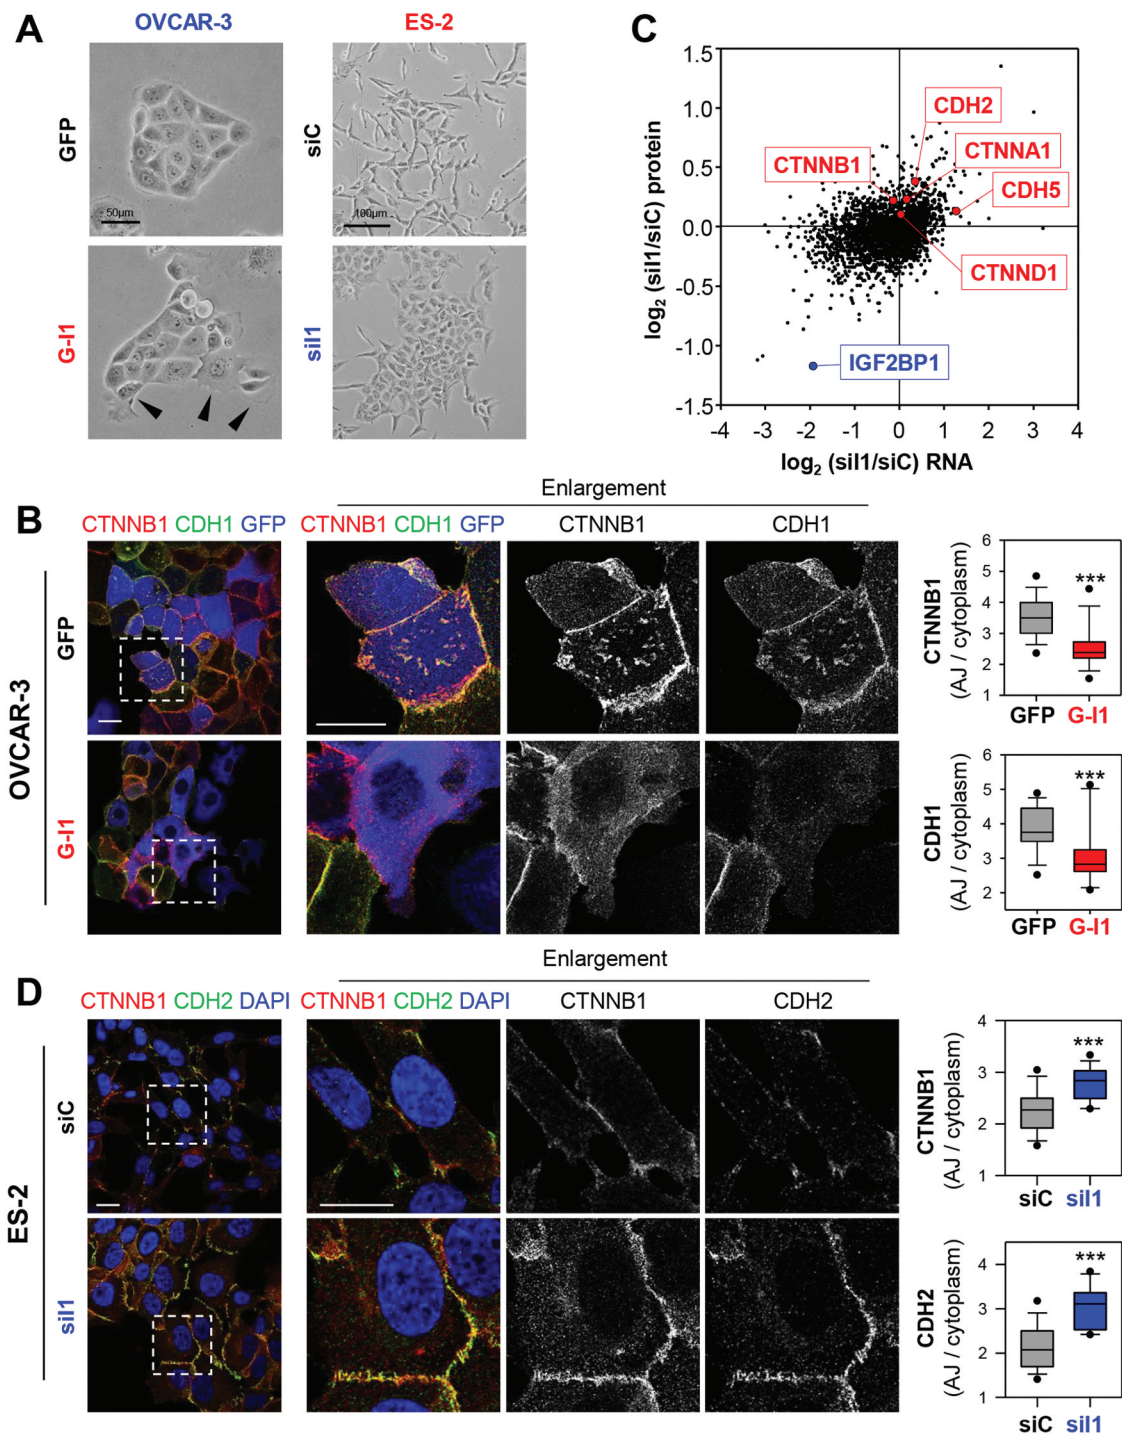 A
OVCAR-3
ES-2
GFP
siC
50µm
100µm
G-I1
siI1
C
log2 (siI1/siC) protein
1.5
1.0
0.5
0.0
-0.5
-1.0
-1.5
CDH2
CTNNA1
CTNNB1
CDH5
CTNND1
IGF2BP1
-4 -3 -2 -1 0 1 2 3 4
log2 (siI1/siC) RNA
B
Enlargement
CTNNB1 CDH1 GFP
CTNNB1 CDH1 GFP
CTNNB1
CDH1
OVCAR-3
GFP
G-I1
CTNNB1
(AJ / cytoplasm)
6
5
4
3
2
1
***
GFP G-I1
CDH1
(AJ / cytoplasm)
6
5
4
3
2
***
GFP G-I1
D
Enlargement
CTNNB1 CDH2 DAPI
CTNNB1 CDH2 DAPI
CTNNB1
CDH2
ES-2
siC
siI1
CTNNB1
(AJ / cytoplasm)
4
3
2
1
***
siC siI1
CDH2
(AJ / cytoplasm)
4
3
2
1
***
siC siI1